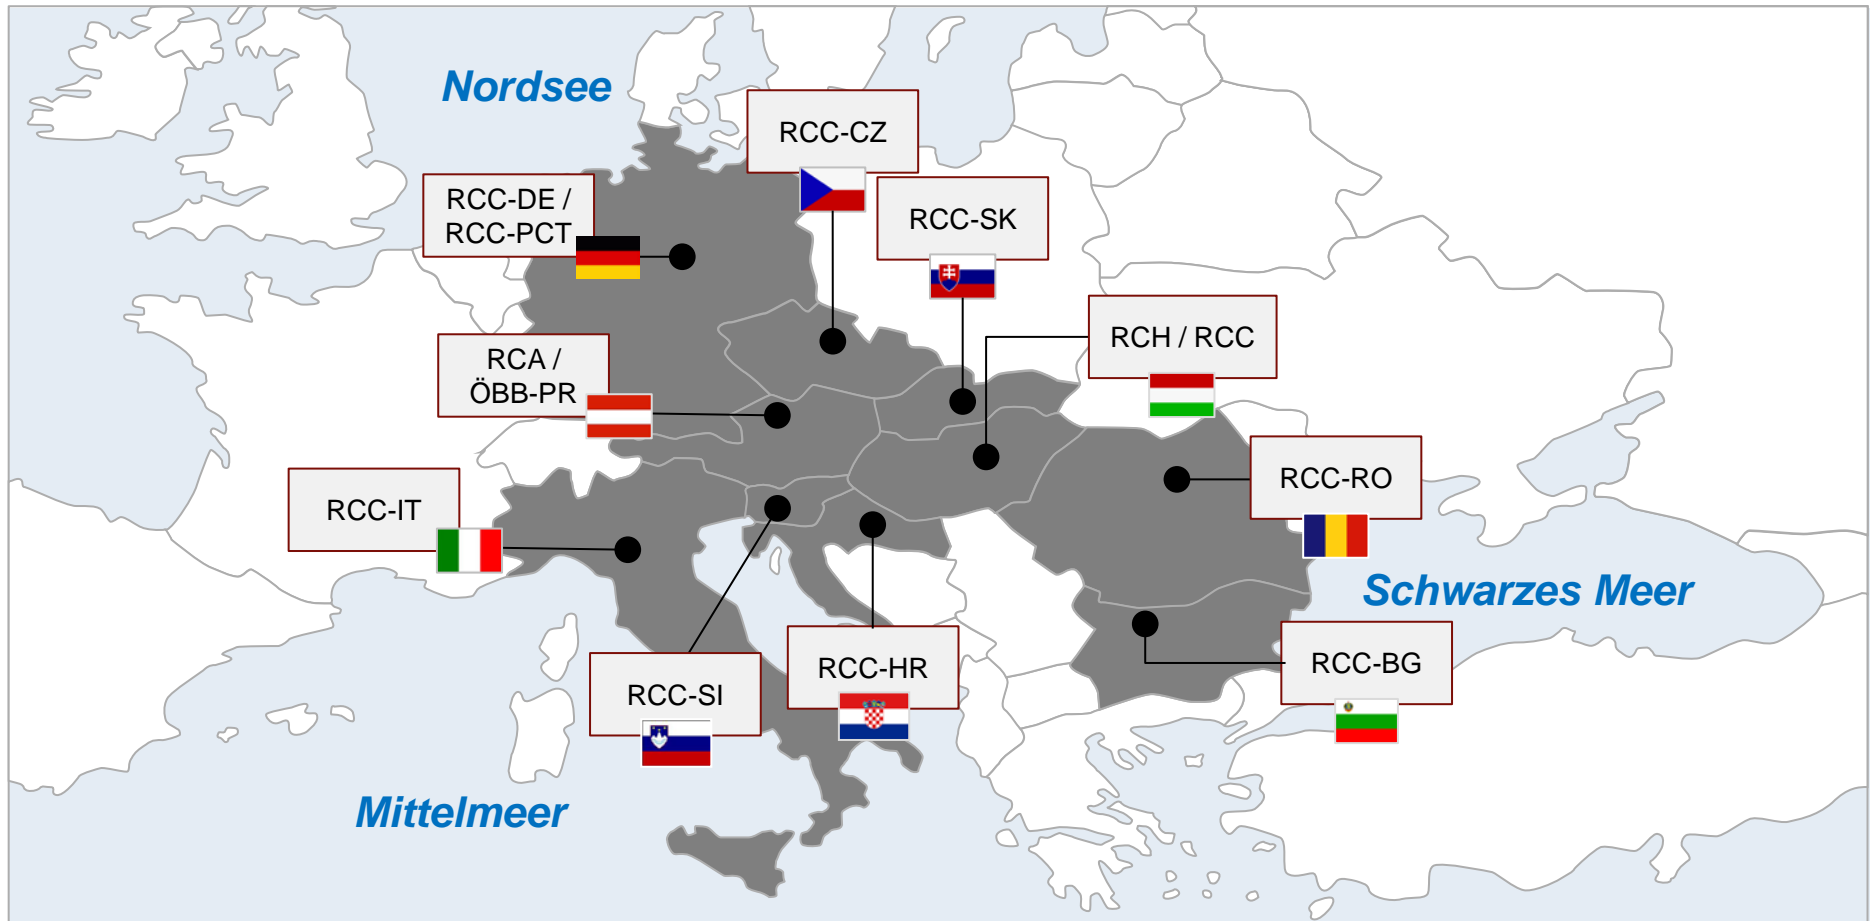 Nordsee
RCC-CZ
RCC-DE /
RCC-PCT
RCC-SK
RCH / RCC
RCA /
ÖBB-PR
RCC-IT
RCC-RO
Schwarzes Meer
RCC-HR
RCC-BG
RCC-SI
Mittelmeer